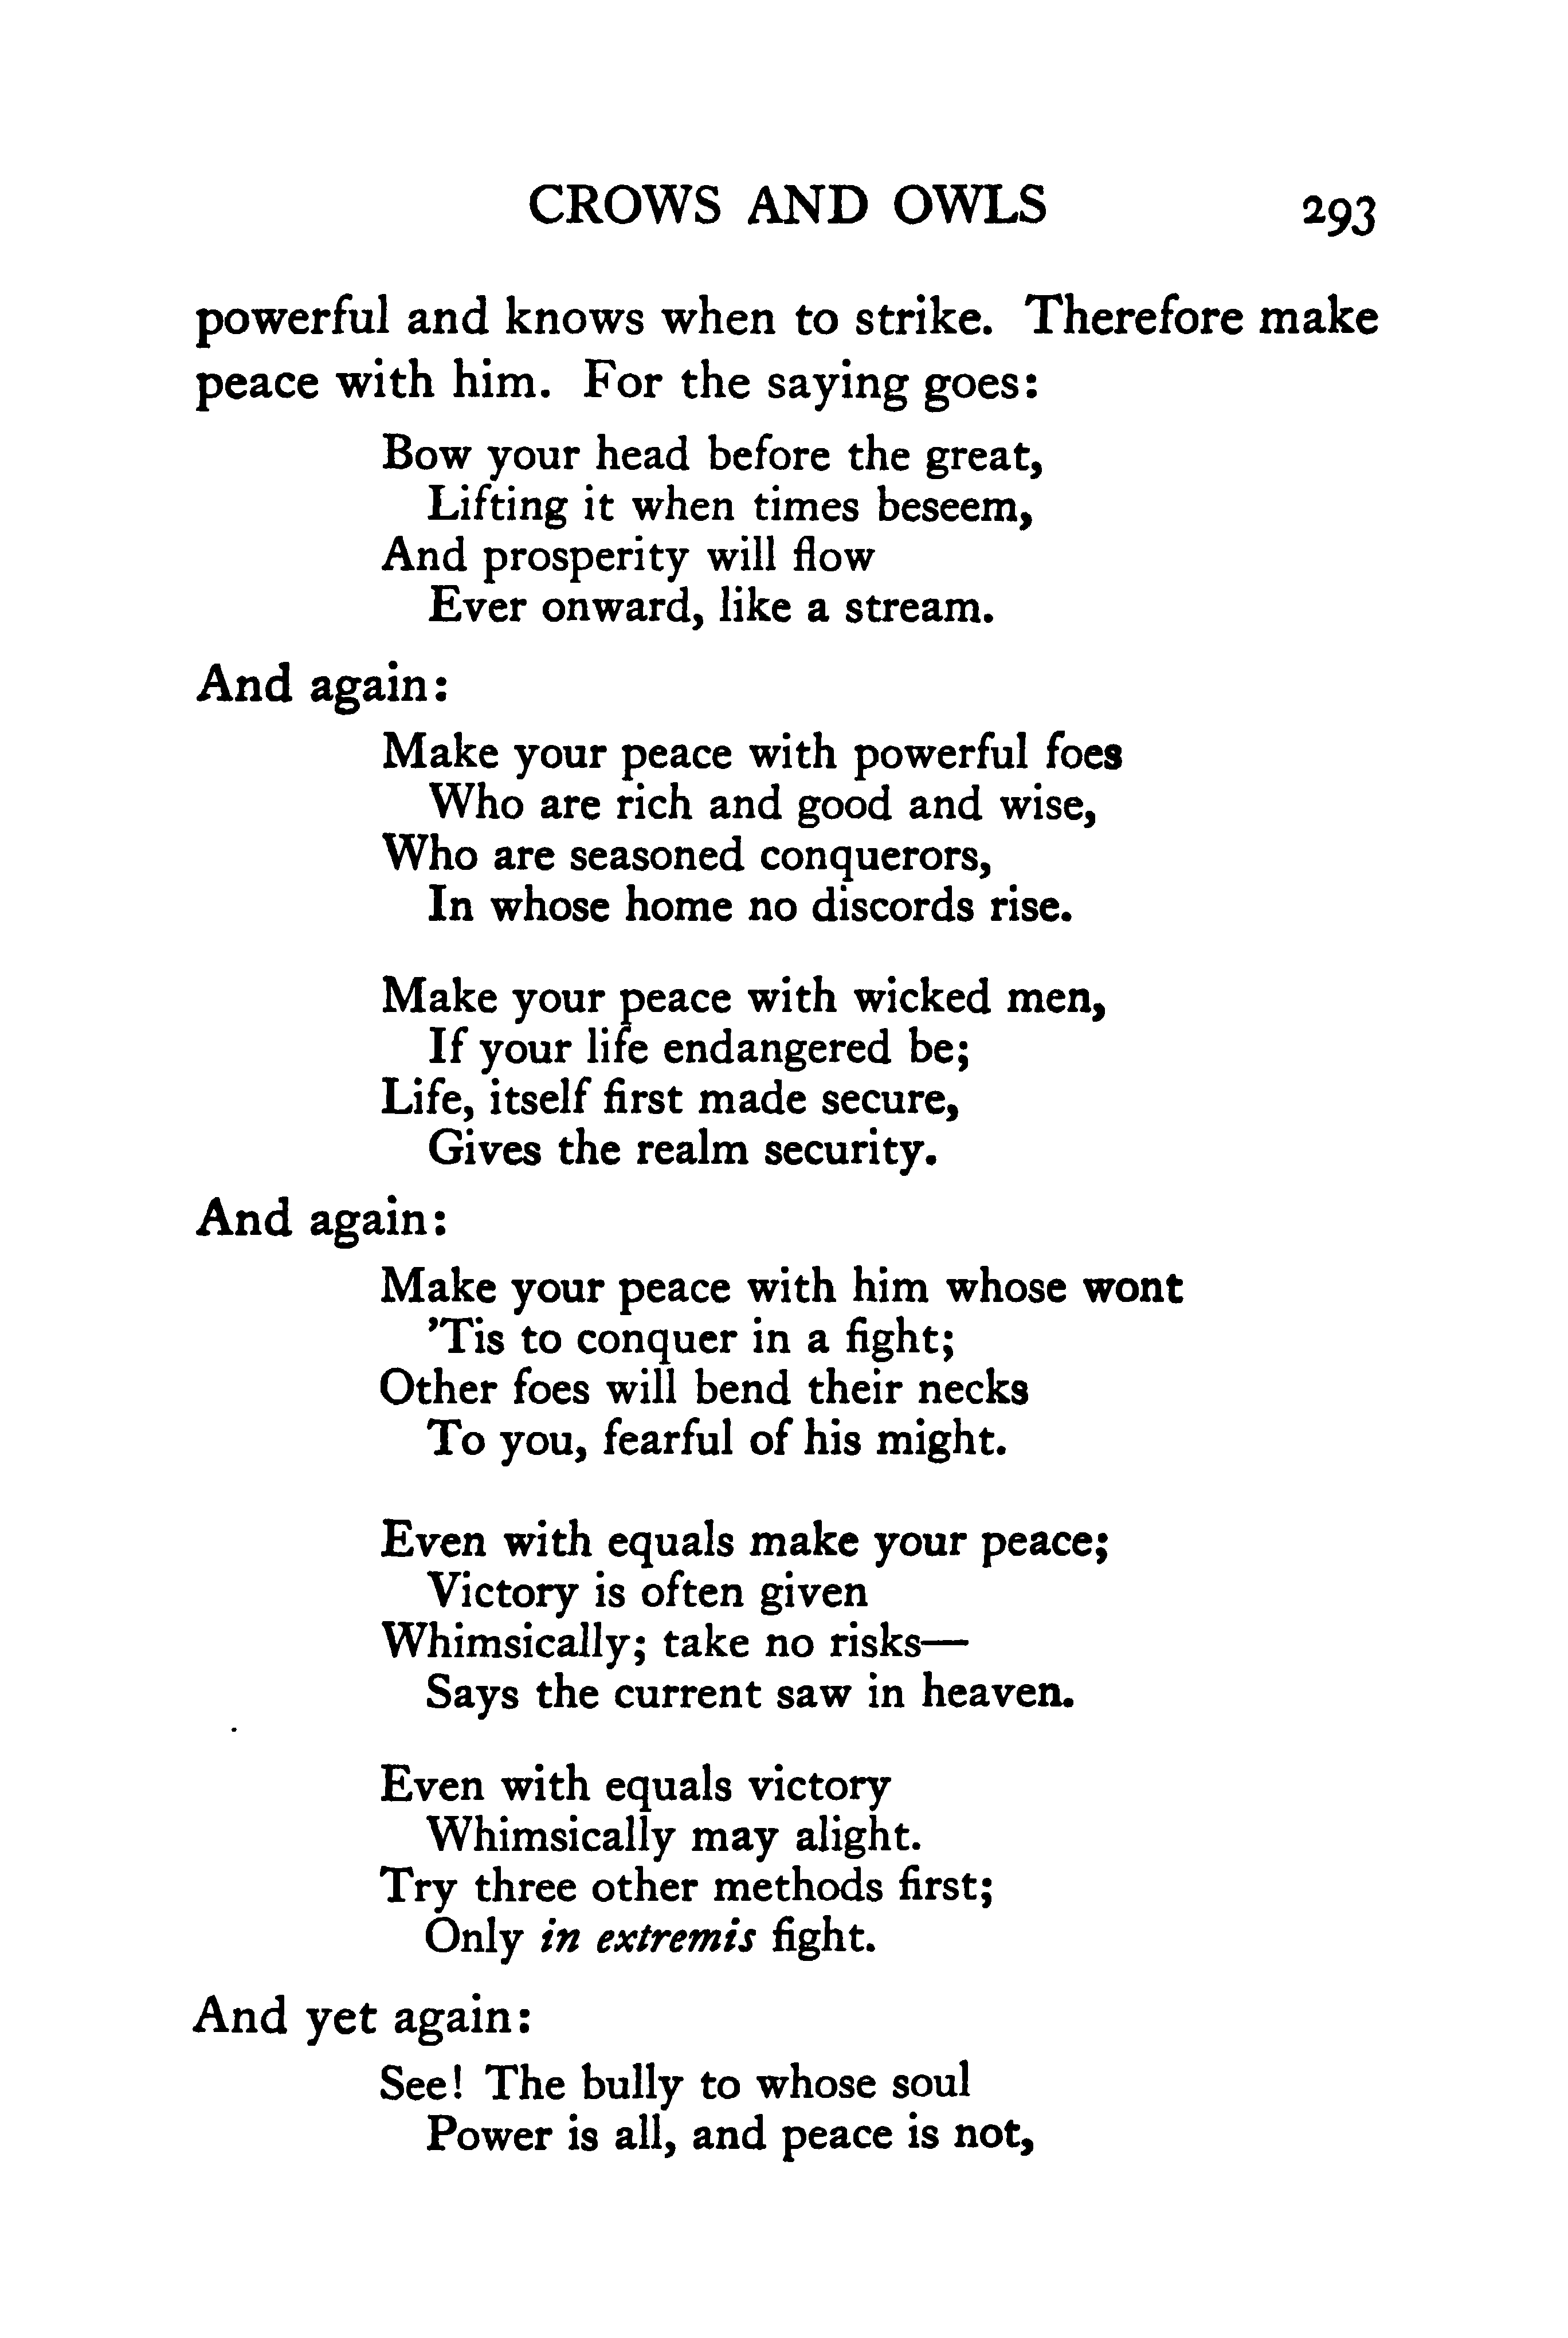 CROWS AND OWLS 293
powerful and knows when to strike. Therefore make
peace with him. For the saying goes:
Bow your head before the great,
Lifting it when times beseem,
And prosperity will flow
Ever onward, like a stream.
And again:
Make your peace with powerful foes
Who are rich and good and wise,
Who are seasoned conquerors,
In whose home no discords rise.
Make your peace with wicked men,
If your life endangered be;
Life, itself first made secure,
Gives the realm security.
And again:
Make your peace with him whose wont
’Tis to conquer in a fight;
Other foes will bend their necks
To you, fearful of his might.
Even with equals make your peace;
Victory is often given
Whimsically; take no risks—
Says the current saw in heaven.
Even with equals victory
Whimsically may alight.
Try three other methods first;
Only in extremis fight.
And yet again:
See! The bully to whose soul
Power is all, and peace is not,